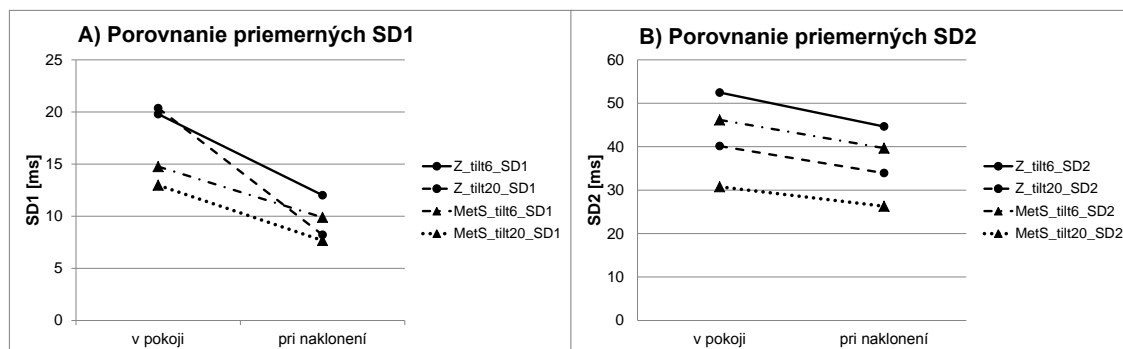 A) Porovnanie priemerných SD1
SD1 [ms]
25
20
15
10
5
0
v pokoji
pri naklonení
Z_tilt6_SD1
Z_tilt20_SD1
MetS_tilt6_SD1
MetS_tilt20_SD1
B) Porovnanie priemerných SD2
SD2 [ms]
60
50
40
30
20
10
0
v pokoji
pri naklonení
Z_tilt6_SD2
Z_tilt20_SD2
MetS_tilt6_SD2
MetS_tilt20_SD2